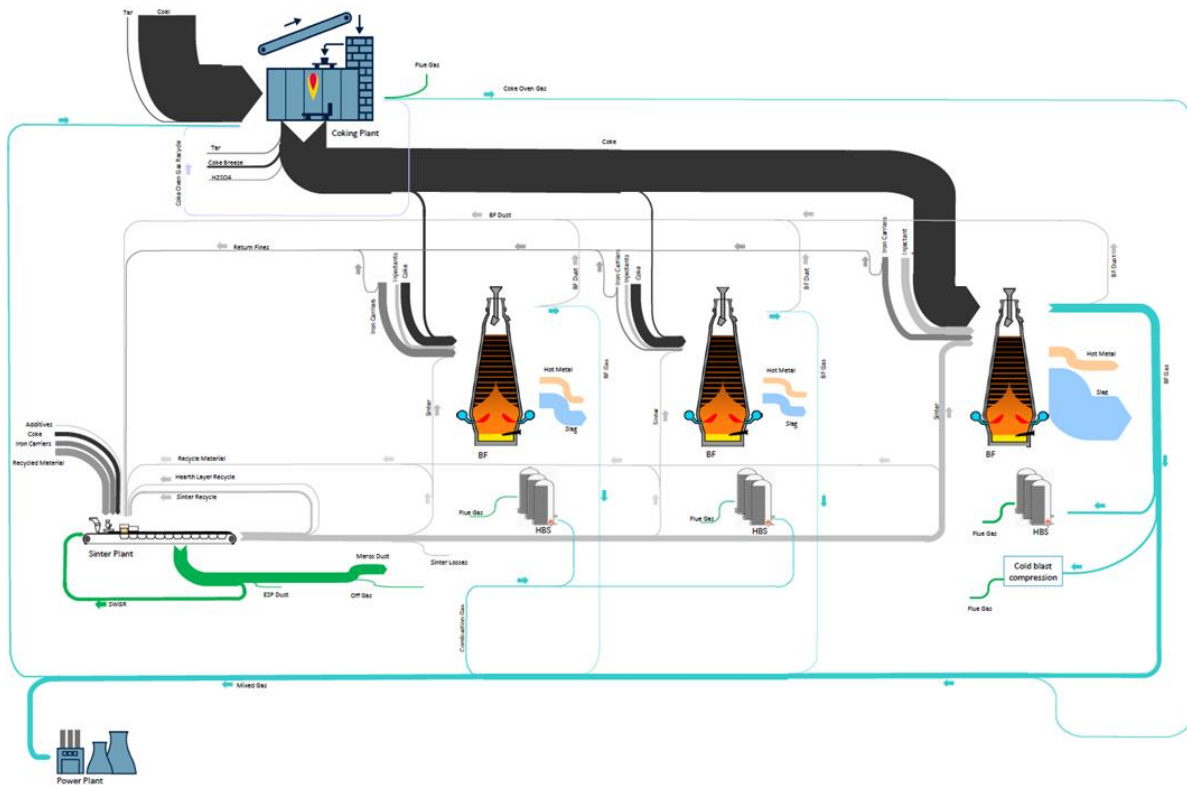 Tar
Coal
Flue Gas
Coke Oven Gas
Coking Plant
Coke
Tar
Coke Breeze
H2SO4
Coke Oven Gas Recycle
BF Dust
Return Fines
Iron Carriers
Injectants
Coke
BF Dust
Iron Carriers
Injectants
Coke
BF Dust
Iron Carriers
Injectant
BF Dust
Hot Metal
Slag
BF Gas
Sinter
BF
Hot Metal
Slag
BF Gas
Sinter
BF
Hot Metal
Slag
BF Gas
Sinter
BF
Additives
Coke
Iron Carriers
Recycled Material
Recycle Material
Hearth Layer Recycle
Sinter Recycle
Flue Gas
HBS
Flue Gas
HBS
Flue Gas
HBS
Sinter Plant
Meros Dust
Sinter Losses
ESP Dust
Off Gas
SWGR
Cold blast
compression
Flue Gas
Combustion Gas
Mixed Gas
Power Plant